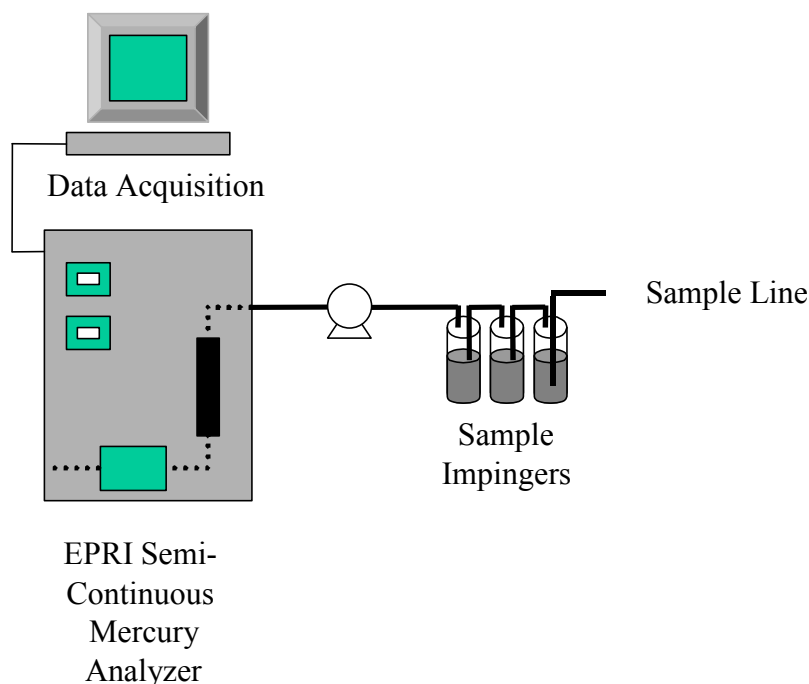 Data Acquisition
Sample Line
Sample
Impingers
EPRI Semi-
Continuous
Mercury
Analyzer